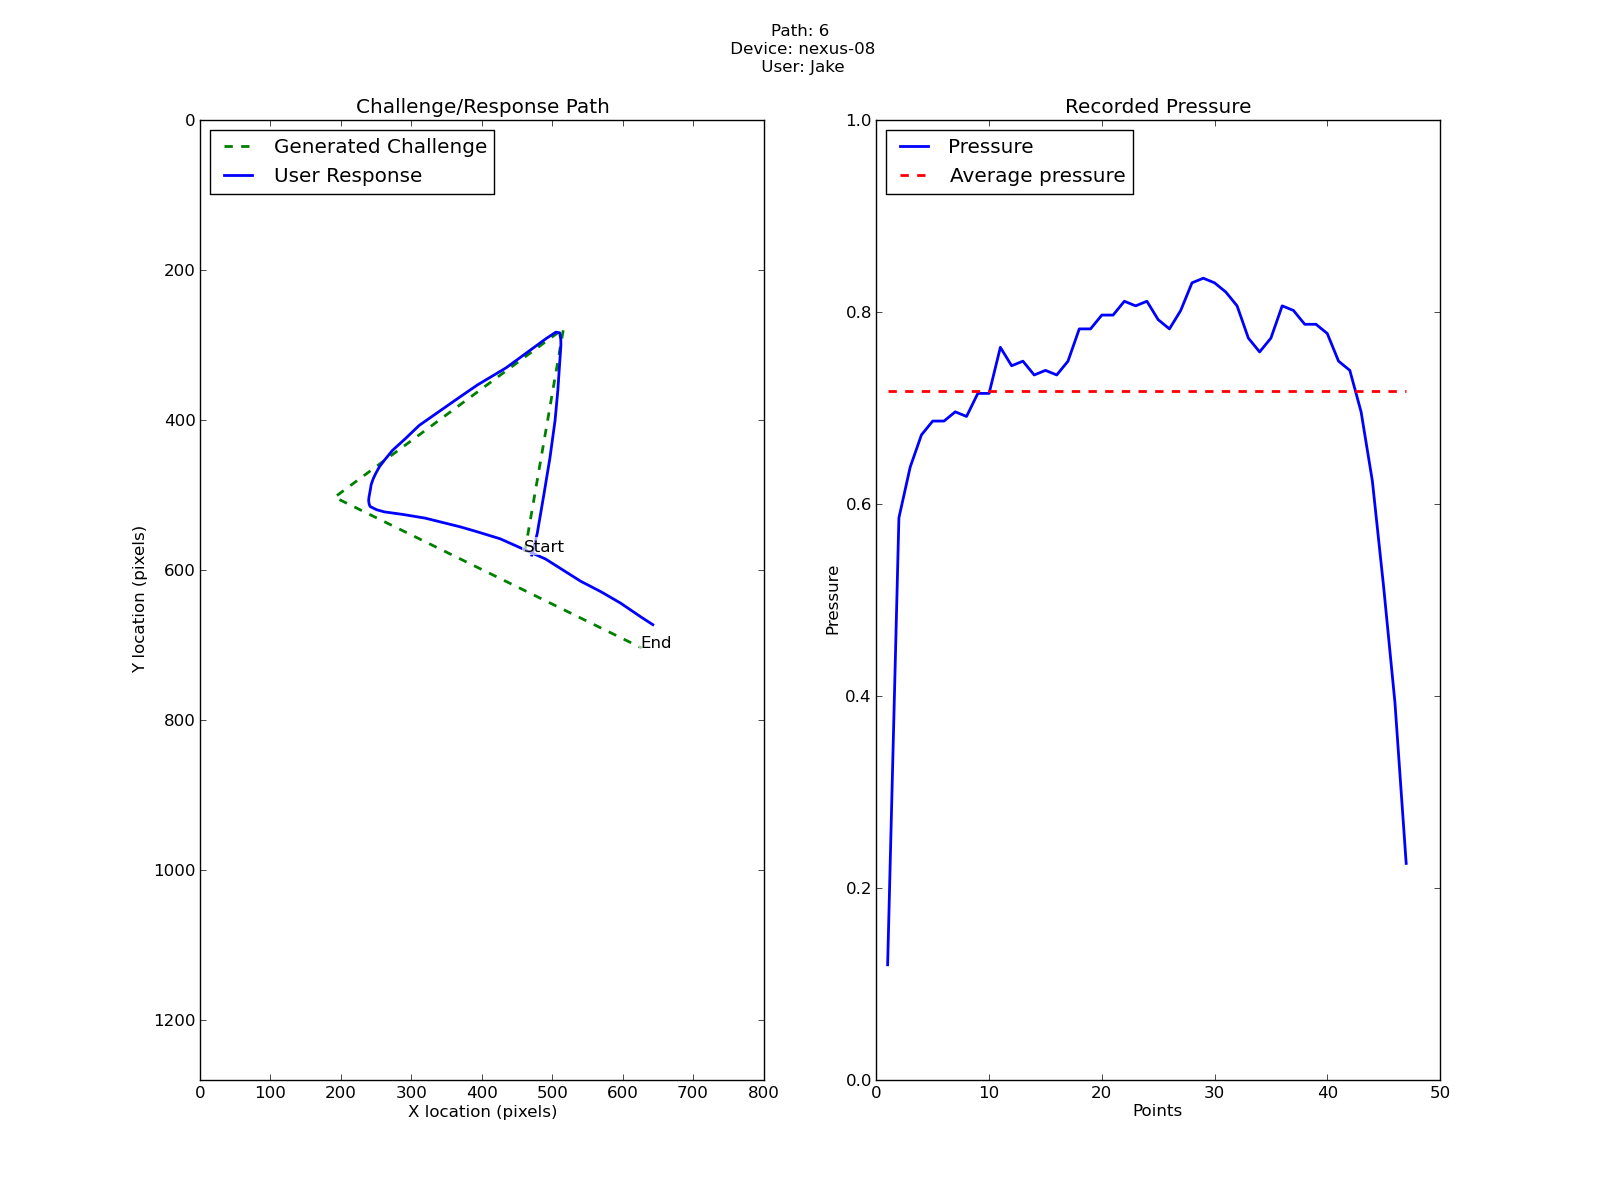 Path: 6
Device: nexus-08
User: Jake
Challenge/Response Path
Generated Challenge
User Response
0
200
400
600
800
1000
1200
Y location (pixels)
Start
End
0 100 200 300 400 500 600 700 800
X location (pixels)
Recorded Pressure
Pressure
Average pressure
1.0
0.8
0.6
0.4
0.2
0.0
Pressure
0 10 20 30 40 50
Points